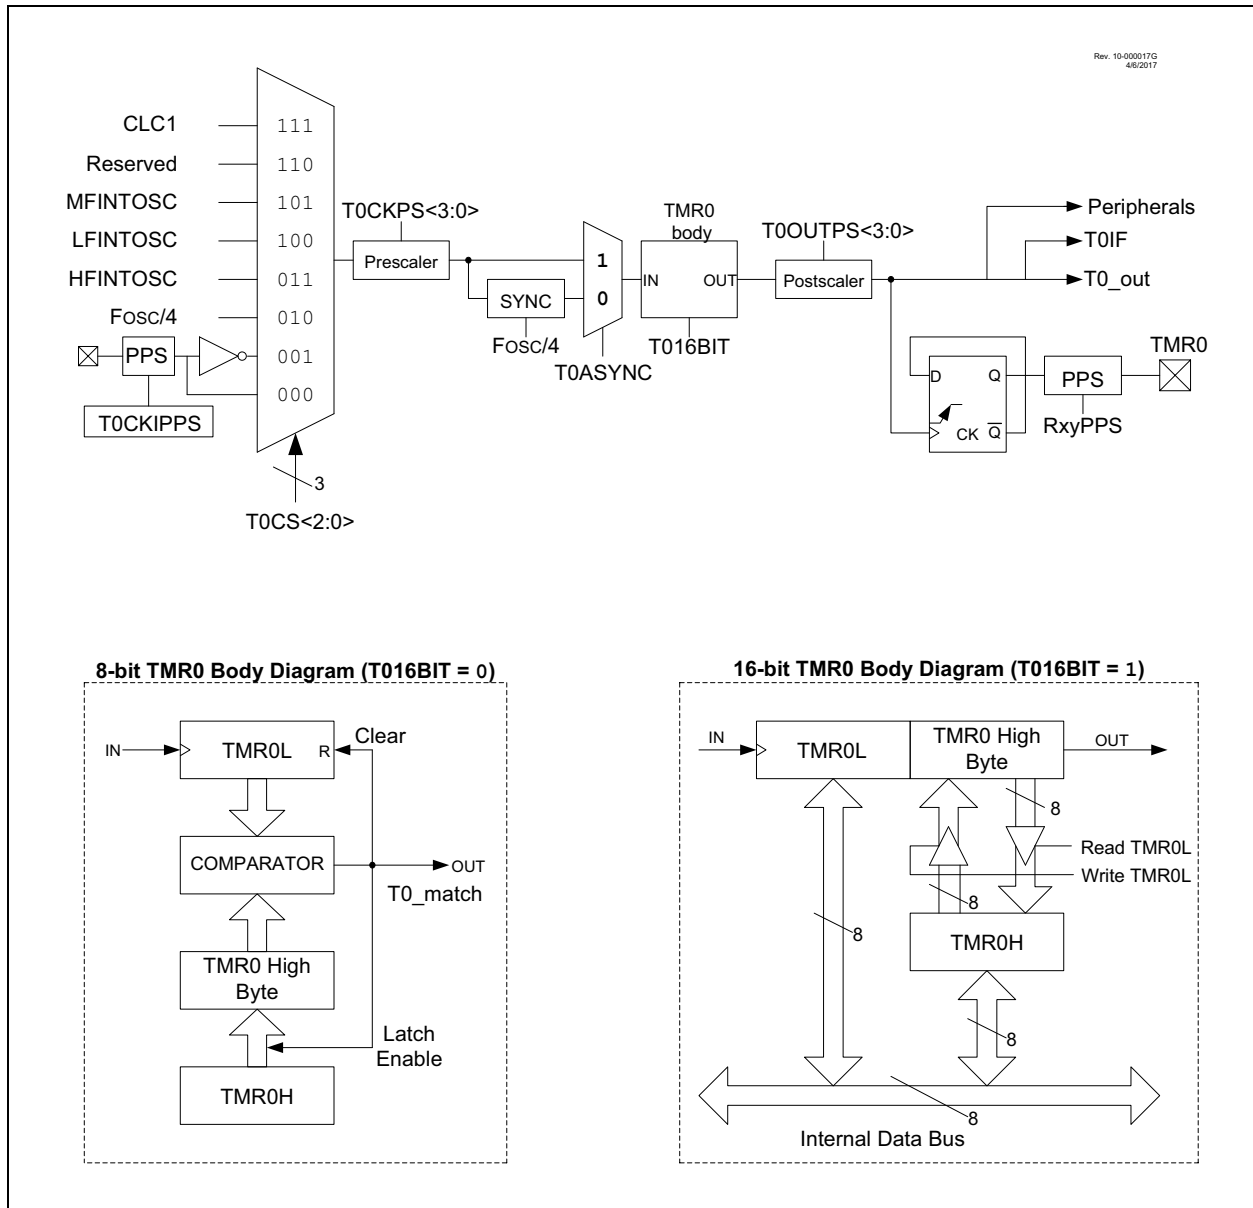 Rev. 10-000017G
4/6/2017
CLC1
111
Reserved
110
MFINTOSC
101
T0CKPS<3:0>
TMR0
body
Peripherals
LFINTOSC
100
T0OUTPS<3:0>
T0IF
Prescaler
1
HFINTOSC
011
IN
OUT
Postscaler
T0_out
SYNC
0
FOSC/4
010
FOSC/4
T016BIT
TMR0
PPS
001
T0ASYNC
D
Q
PPS
000
T0CKIPPS
CK
Q
RxyPPS
3
T0CS<2:0>
8-bit TMR0 Body Diagram (T016BIT = 0)
IN
TMR0L
R
Clear
COMPARATOR
OUT
T0_match
TMR0 High
Byte
Latch
Enable
TMR0H
16-bit TMR0 Body Diagram (T016BIT = 1)
IN
TMR0L
TMR0 High
Byte
OUT
8
Read TMR0L
Write TMR0L
8
8
TMR0H
8
8
Internal Data Bus